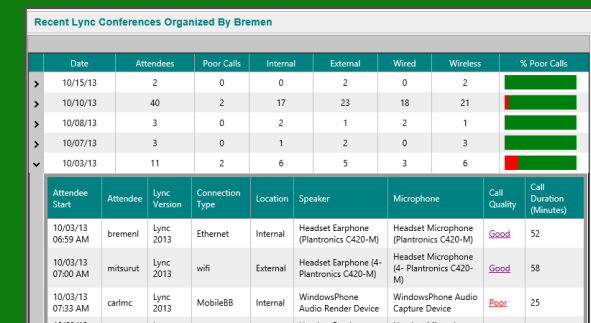 Recent Lync Conferences Organized By Bremen
Date Attendees Poor Calls Internal External Wired Wireless % Poor Calls
10/15/13 2 0 0 2 0 2
10/10/13 40 2 17 23 18 21
10/08/13 3 0 2 1 2 1
10/07/13 3 0 1 2 0 3
10/03/13 11 2 6 5 3 6
Attendee Start Attendee Lync Version Connection Type Location Speaker Microphone Call Quality Call Duration (Minutes)
10/03/13 06:59 AM bremenl Lync 2013 Ethernet Internal Headset Earphone (Plantronics C420-M) Headset Microphone (Plantronics C420-M) Good 52
10/03/13 07:00 AM mitsurut Lync 2013 wifi External Headset Earphone (4- Plantronics C420-M) Headset Microphone (4- Plantronics C420-M) Good 58
10/03/13 07:33 AM carlmc Lync 2013 MobileBB Internal WindowsPhone Audio Render Device WindowsPhone Audio Capture Device Poor 25